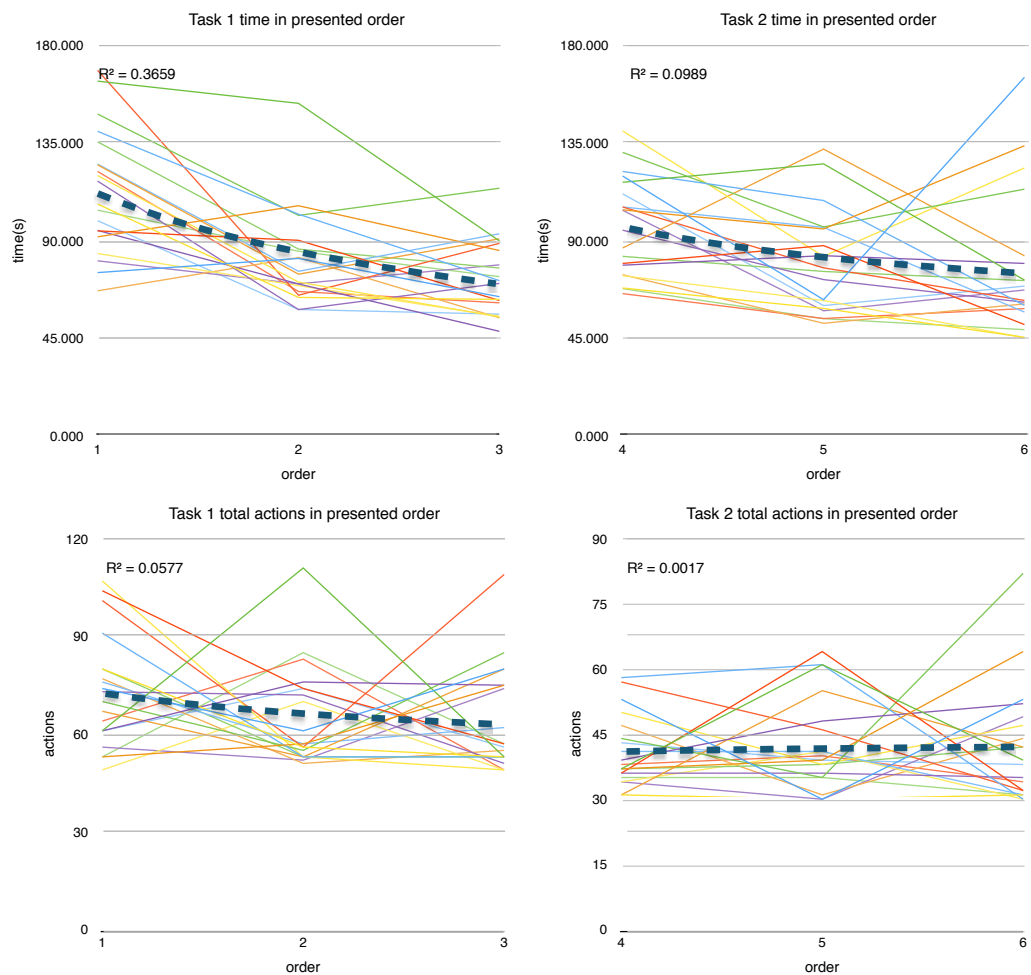 Task 1 time in presented order
180.000
R² = 0.3659
135.000
90.000
45.000
0.000
time(s)
1 2 3
order
Task 2 time in presented order
180.000
R² = 0.0989
135.000
90.000
45.000
0.000
time(s)
4 5 6
order
Task 1 total actions in presented order
120
R² = 0.0577
90
60
30
0
actions
1 2 3
order
Task 2 total actions in presented order
90
R² = 0.0017
75
60
45
30
15
0
actions
4 5 6
order